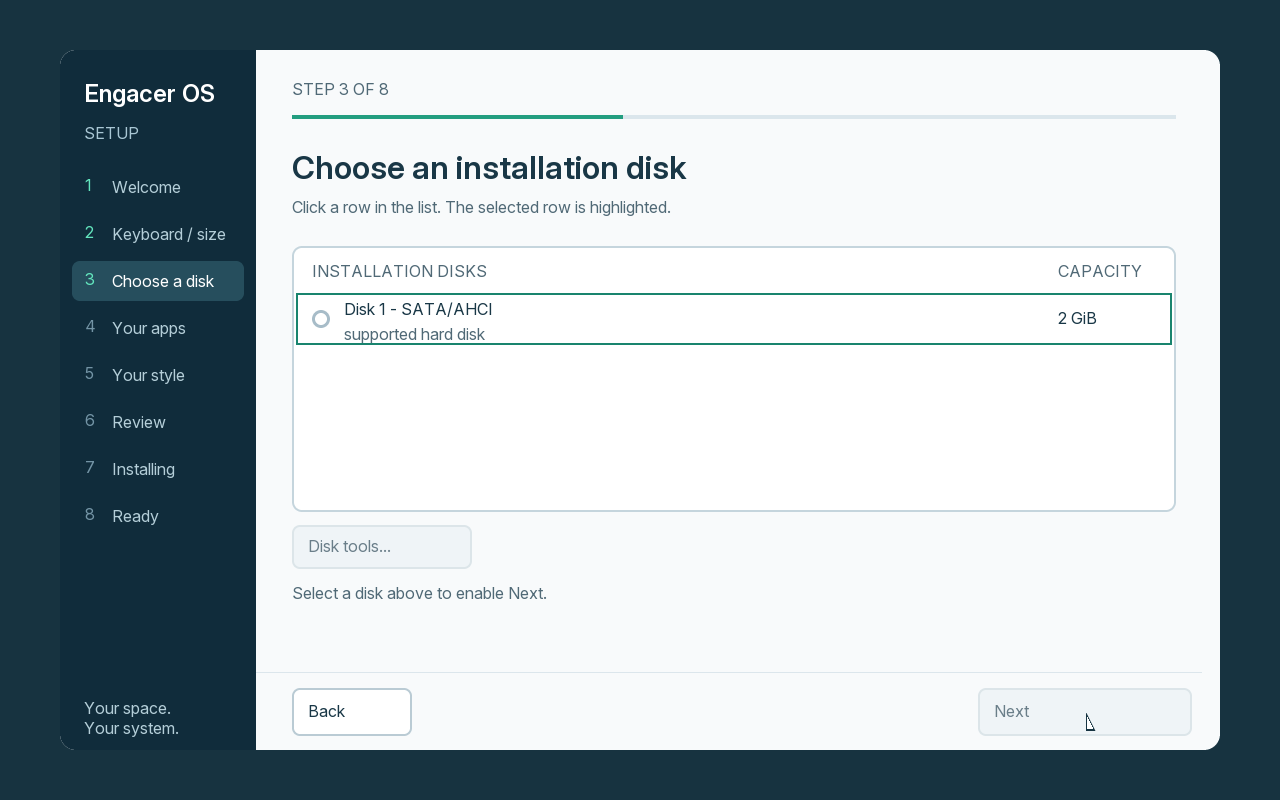 Engacer OS
SETUP
1 Welcome
2 Keyboard / size
3 Choose a disk
4 Your apps
5 Your style
6 Review
7 Installing
8 Ready
Your space.
Your system.
STEP 3 OF 8
Choose an installation disk
Click a row in the list. The selected row is highlighted.
INSTALLATION DISKS CAPACITY
Disk 1 - SATA/AHCI
supported hard disk
2 GiB
Disk tools...
Select a disk above to enable Next.
Back
Next